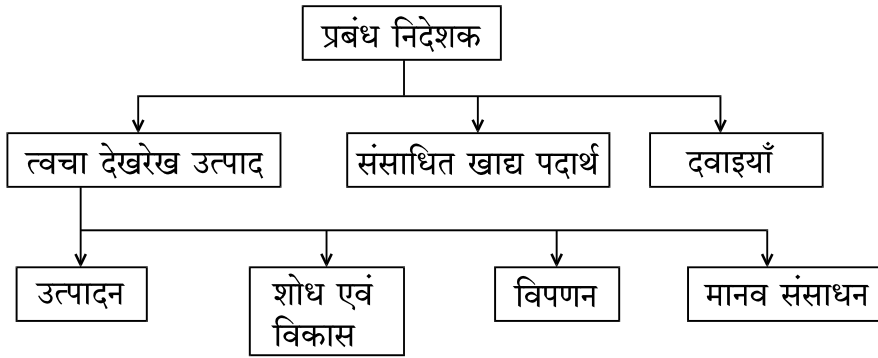 प्रबंध निदेशक
त्वचा देखरेख उत्पाद
संसाधित खाद्य पदार्थ
दवाइयाँ
उत्पादन
शोध एवं
विकास
विपणन
मानव संसाधन